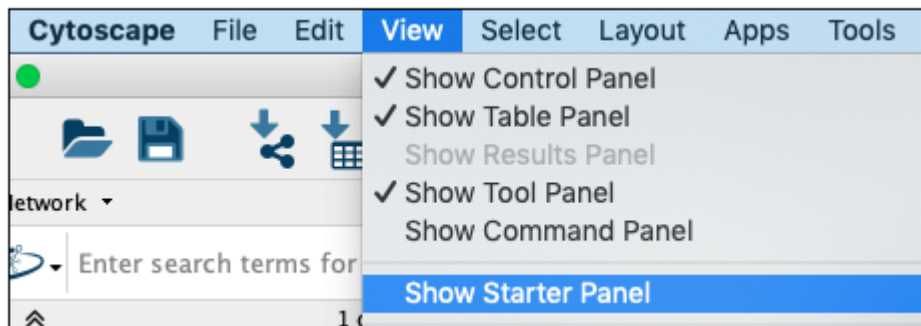 Cytoscape File Edit View Select Layout Apps Tools
Show Control Panel
Show Table Panel
Show Results Panel
Show Tool Panel
Show Command Panel
Show Starter Panel
letwork
Enter search terms for
1